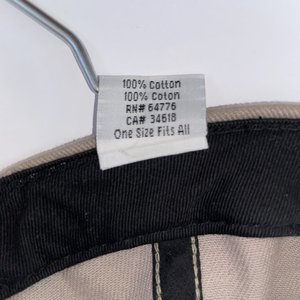 100% Cotton
100% Coton
RN# 64776
CA# 34618
One Size Fits All